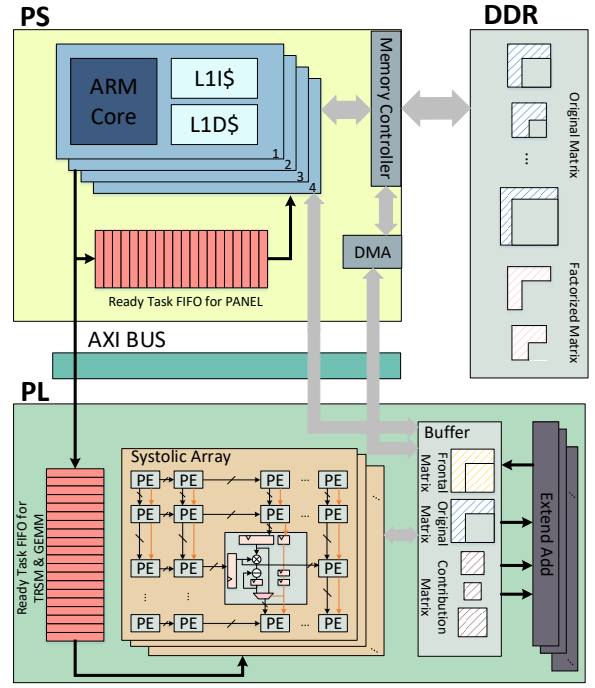 PS
DDR
ARM
Core
L1I$
L1D$
1
2
3
4
Memory Controller
DMA
Ready Task FIFO for PANEL
Original Matrix
...
Factorized Matrix
AXI BUS
PL
Ready Task FIFO for
TRSM & GEMM
Systolic Array
PE PE PE ... PE
PE PE PE ... PE
PE PE PE
... ...
PE PE PE ... PE
Buffer
Frontal
Matrix
Original
Matrix
Contribution
Matrix
Extend Add